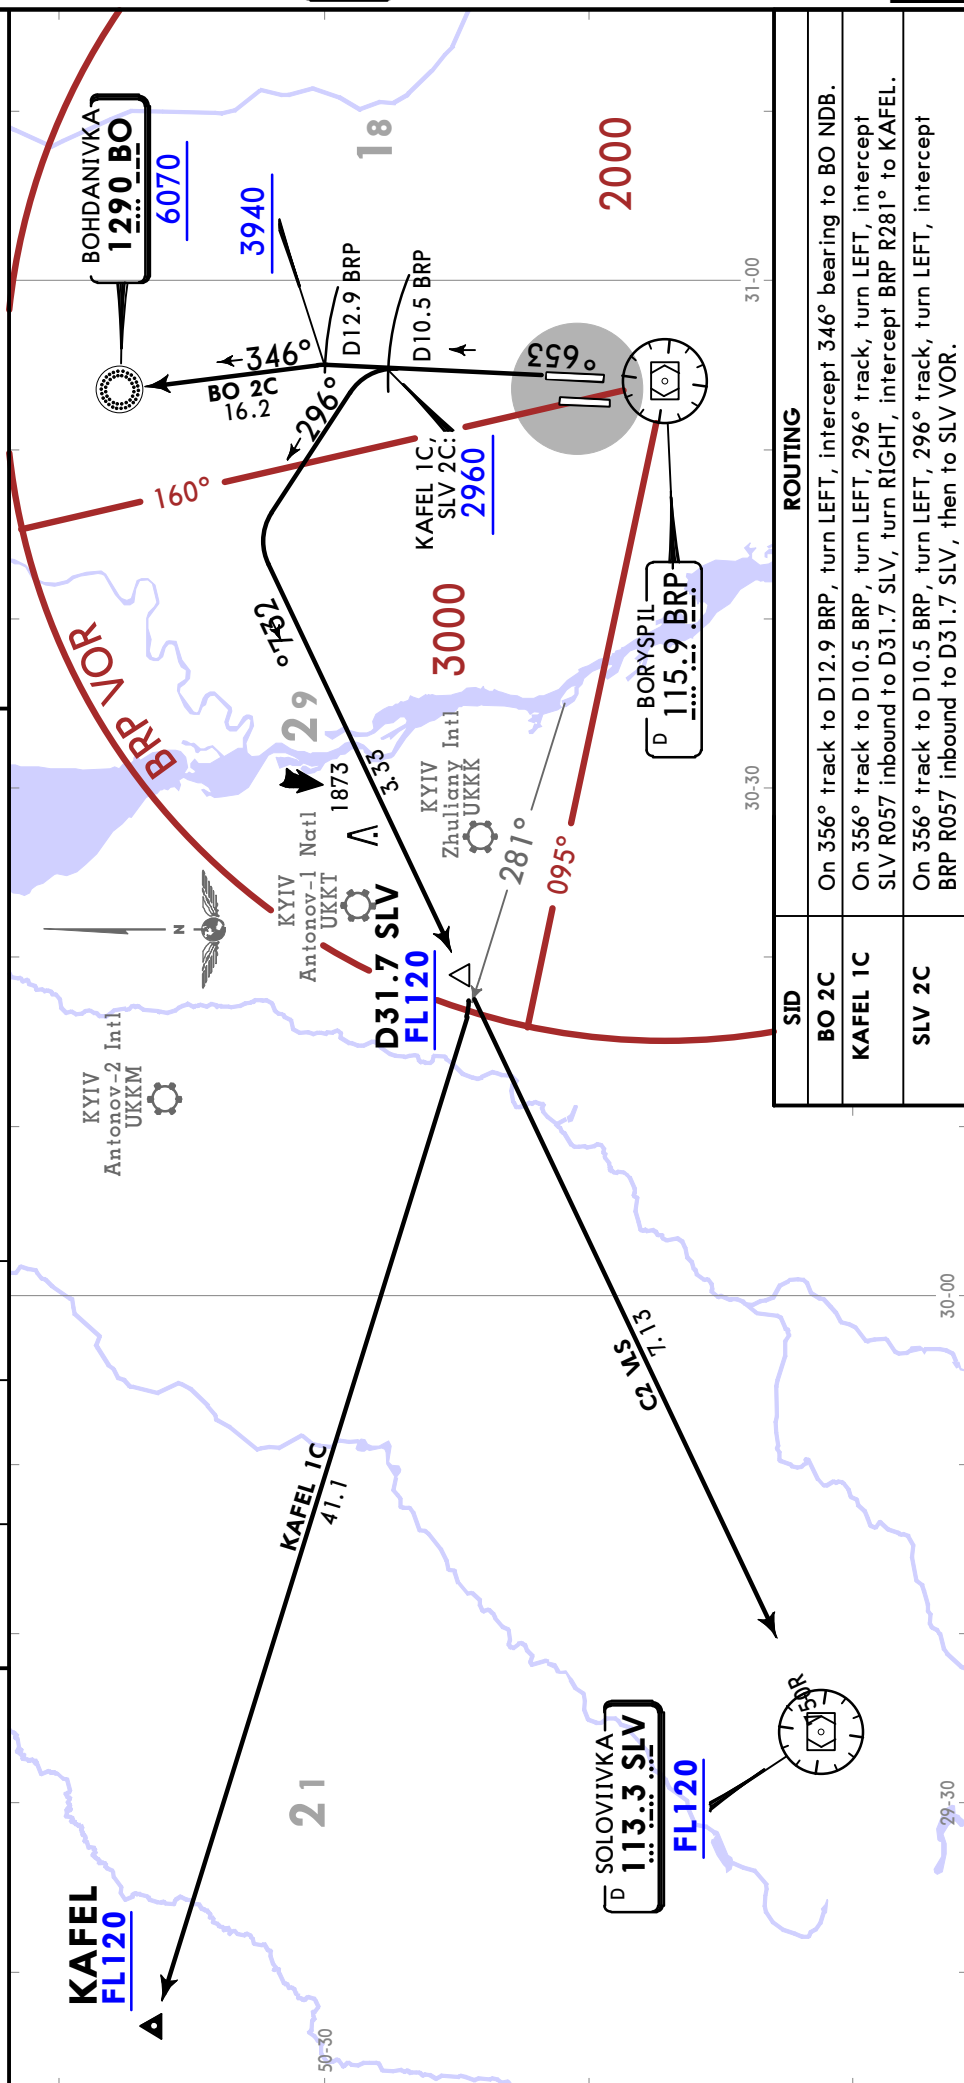 KAFEL
FL120
50-30
21
KAFEL 1C
41.1
D SOLOVIIVKA
113.3 SLV
FL120
R057
29-30
SLV 2C
30-00
KYIV
Antonov-2 Intl
UKKM
N
KYIV
Antonov-1 Natl
UKKT
D31.7 SLV
FL120
1873
29
BRP VOR
KYIV
Zhuliany Intl
UKKK
281°
095°
30-30
237°
3000
160°
D BORYSPIL
115.9 BRP
KAFEL 1C,
SLV 2C:
2960
296°
346°
BO 2C
16.2
BOHDANIVKA
1290 BO
6070
3940
D12.9 BRP
D10.5 BRP
18
2000
31-00
SID
ROUTING
BO 2C
On 356° track to D12.9 BRP, turn LEFT, intercept 346° bearing to BO NDB.
KAFEL 1C
On 356° track to D10.5 BRP, turn LEFT, 296° track, turn LEFT, intercept
SLV R057 inbound to D31.7 SLV, turn RIGHT, intercept BRP R281° to KAFEL.
SLV 2C
On 356° track to D10.5 BRP, turn LEFT, 296° track, turn LEFT, intercept
BRP R057 inbound to D31.7 SLV, then to SLV VOR.